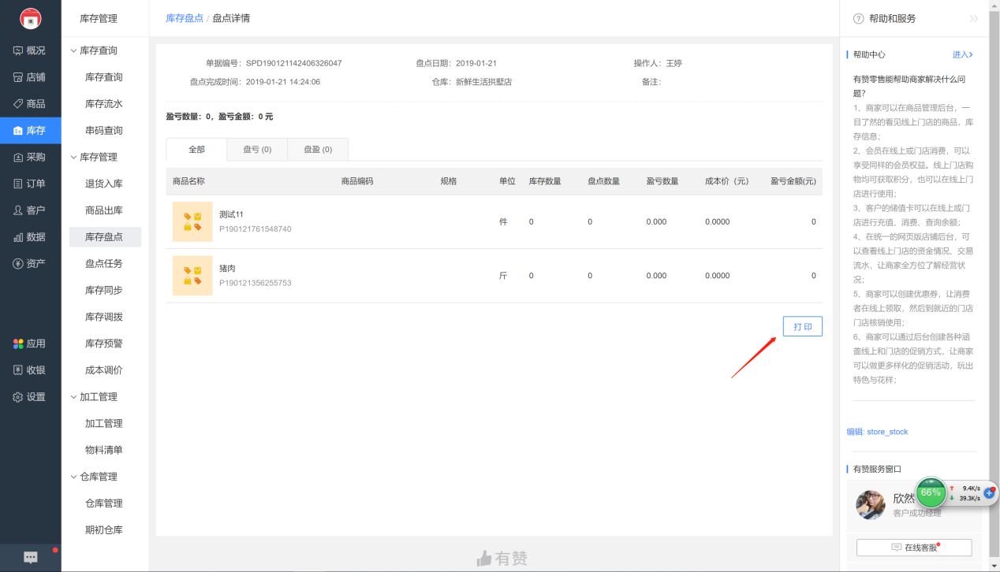 概况
店铺
商品
库存
采购
订单
客户
数据
资产
应用
收银
设置
库存管理
库存查询
库存查询
库存流水
串码查询
库存管理
退货入库
商品出库
库存盘点
盘点任务
库存同步
库存调拨
库存预警
成本调价
加工管理
加工管理
物料清单
仓库管理
仓库管理
期初仓库
库存盘点 / 盘点详情
单据编号: SPD190121142406326047 盘点日期: 2019-01-21 操作人: 王婷
盘点完成时间: 2019-01-21 14:24:06 仓库: 新鲜生活拱墅店 备注:
盈亏数量: 0, 盈亏金额: 0 元
全部 盘亏 (0) 盘盈 (0)
商品名称 商品编码 规格 单位 库存数量 盘点数量 盈亏数量 成本价（元） 盈亏金额(元)
测试11
P190121761548740
件 0 0 0.000 0.0000 0
猪肉
P190121356255753
斤 0 0 0.000 0.0000 0
打印
有赞
帮助和服务
帮助中心 进入
有赞零售能帮助商家解决什么问
题?
1、商家可以在商品管理后台，一
目了然的看见线上门店的商品，库
存信息；
2、会员在线上或门店消费，可以
享受同样的会员权益。线上门店购
物均可获取积分，也可以在线上门
店进行使用；
3、客户的储值卡可以在线上或门
店进行充值、消费、查询余额；
4、在统一的网页版店铺后台，可
以查看线上门店的资金情况、交易
流水，让商家全方位了解经营状
况；
5、商家可以创建优惠券，让消费
者在线上领取，然后到就近的门店
门店核销使用；
6、商家可以通过后台创建各种涵
盖线上和门店的促销方式，让商家
可以做更多样化的促销活动，玩出
特色与花样；
编辑: store_stock
有赞服务窗口
欣然
客户成功经理
66%
9.4K/s
39.3K/s
在线客服